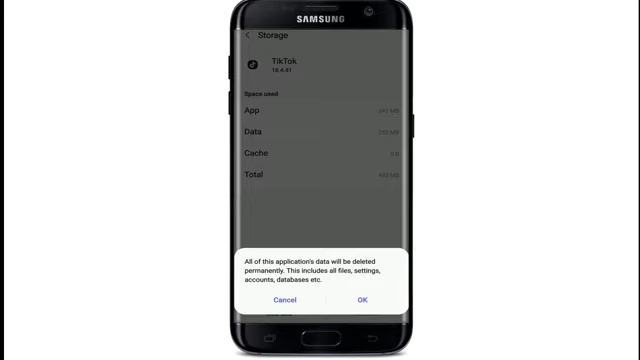 SAMSUNG
Storage
TikTok
Space used
App
Data
Cache
Total
All of this application's data will be deleted
permanently. This includes all files, settings,
accounts, databases etc.
Cancel
OK